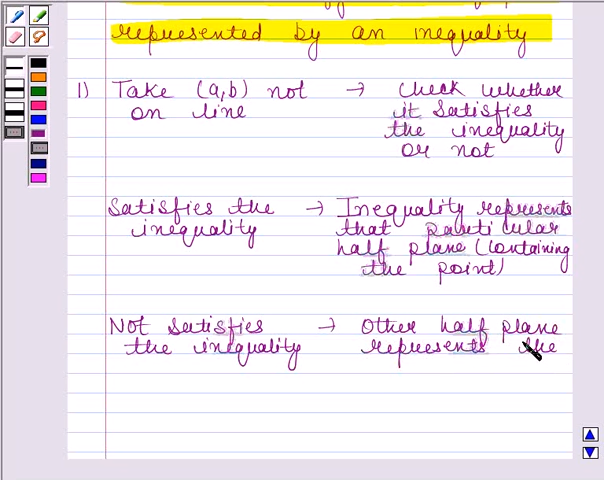 represented by an inequality
1) Take (a,b) not → Check whether
on line it satisfies
the inequality
or not
Satisfies the → Inequality represents
inequality that particular
half plane (containing
the point)
Not satisfies → Other half plane
the inequality represents the